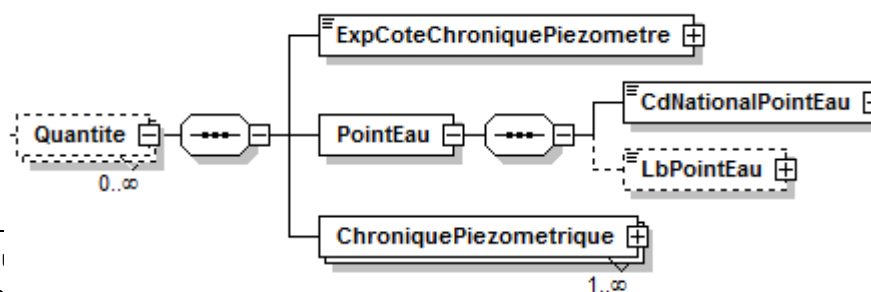 ExpCoteChroniquePiezometre
CdNationalPointEau
Quantite
PointEau
0..∞
LbPointEau
ChroniquePiezometrique
1..∞